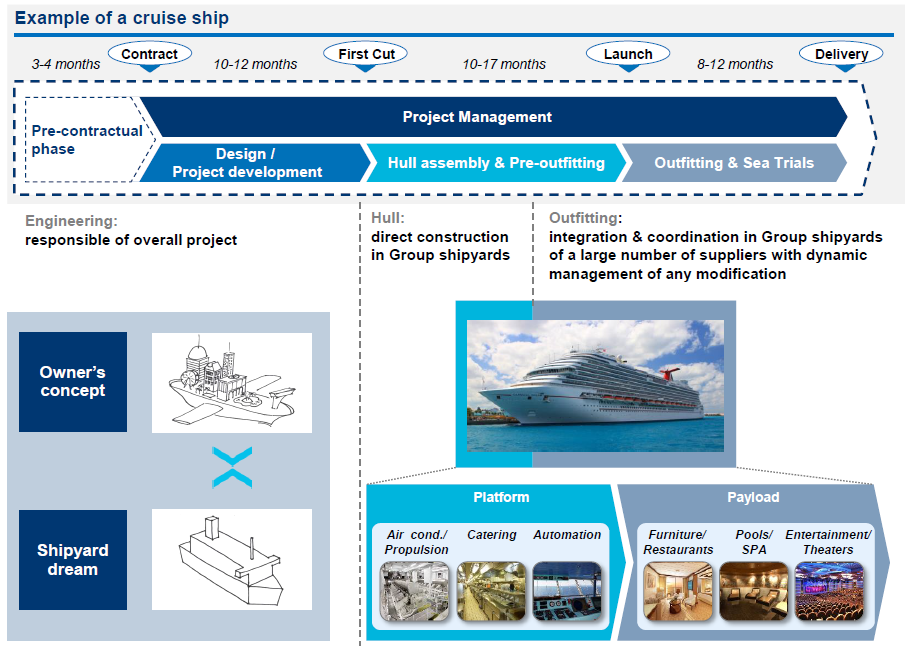 Example of a cruise ship
Contract
First Cut
Launch
Delivery
3-4 months
10-12 months
10-17 months
8-12 months
Project Management
Pre-contractual
phase
Design /
Project development
Hull assembly & Pre-outfitting
Outfitting & Sea Trials
Engineering:
responsible of overall project
Hull:
direct construction
in Group shipyards
Outfitting:
integration & coordination in Group shipyards
of a large number of suppliers with dynamic
management of any modification
Owner's
concept
Shipyard
dream
Platform
Air cond./
Propulsion
Catering
Automation
Payload
Furniture/
Restaurants
Pools/
SPA
Entertainment/
Theaters